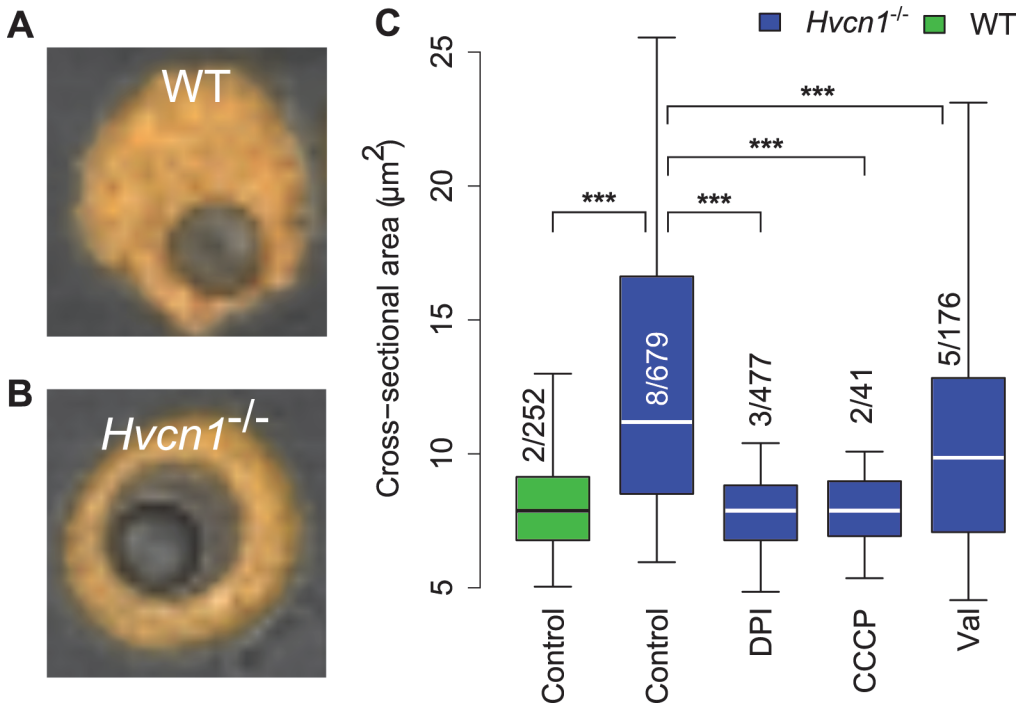 A
WT
B
Hvcn1-/-
C
Hvcn1-/- WT
Cross-sectional area (μm2)
25
20
15
10
5
***
***
***
***
2/252
8/679
3/477
2/41
5/176
Control
Control
DPI
CCCP
Val